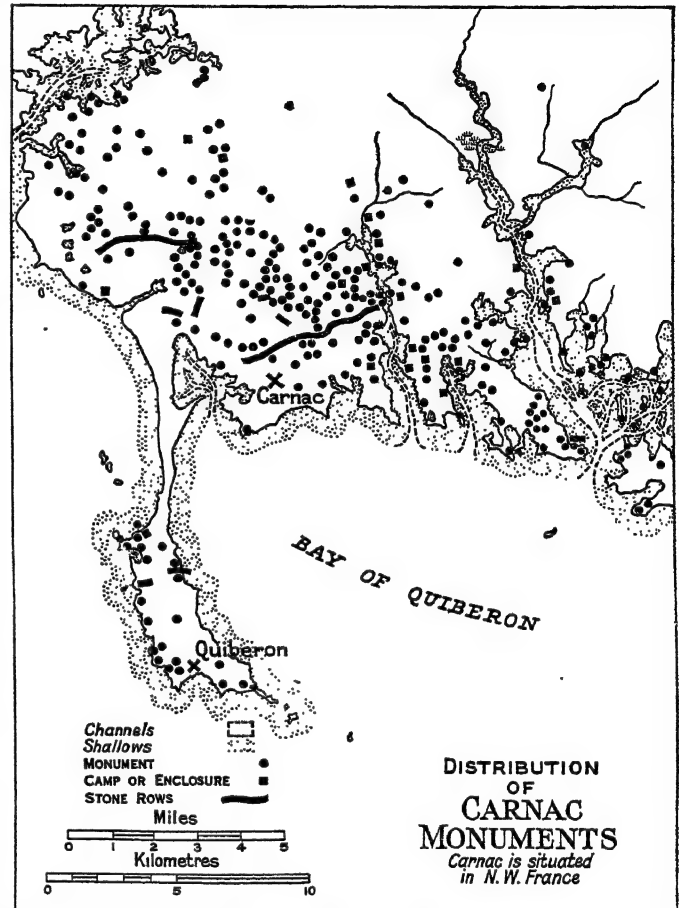 Carnac
BAY OF QUIBERON
Quiberon
Channels
Shallows
MONUMENT
CAMP OR ENCLOSURE
STONE ROWS
Miles
0 1 2 3 4 5
Kilometres
0 5 10
DISTRIBUTION
OF
CARNAC
MONUMENTS
Carnac is situated
in N.W. France